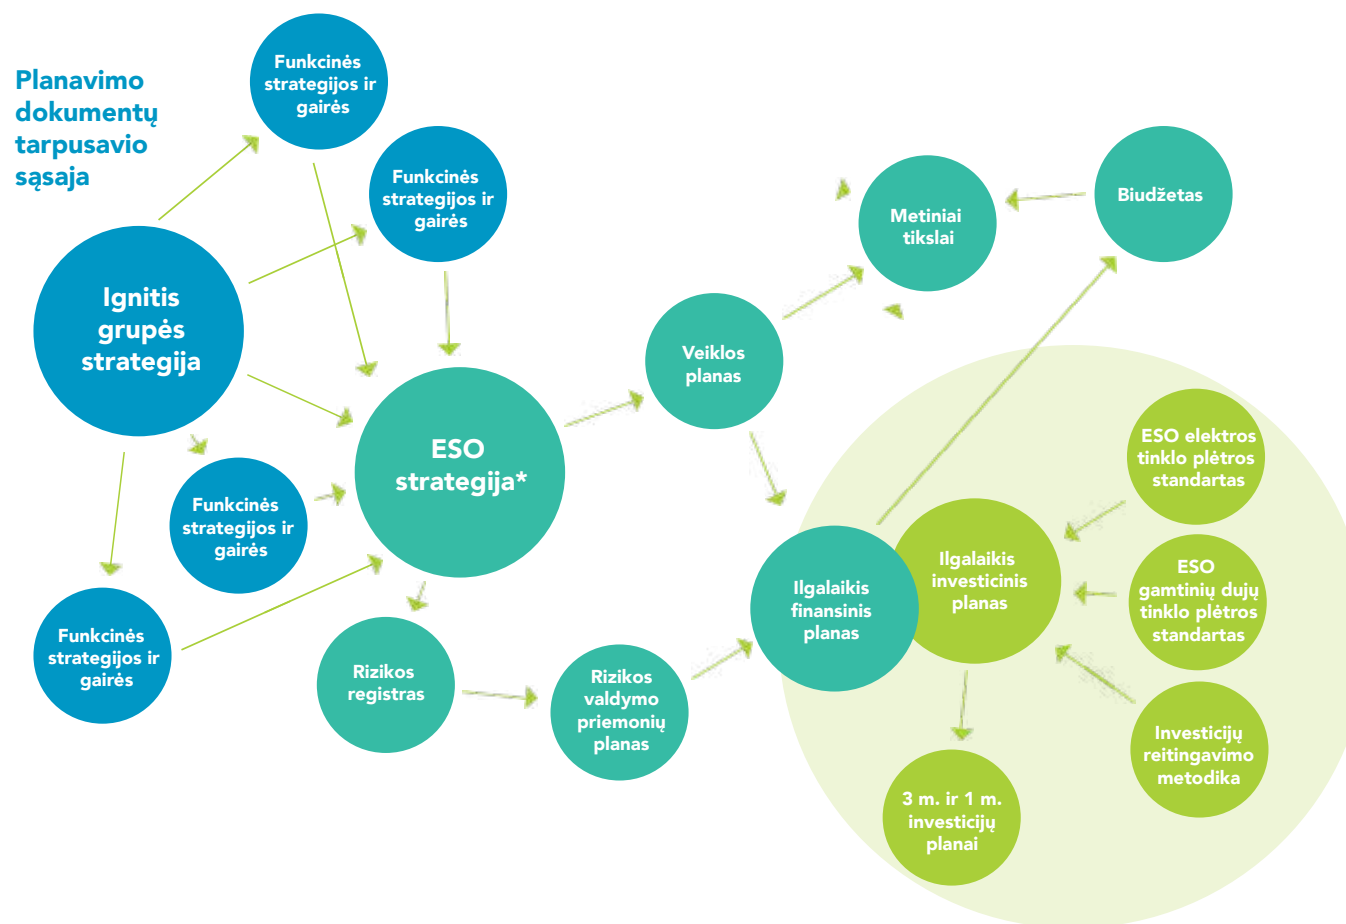 Planavimo
dokumentų
tarpusavio
sąsaja
Funkcinės
strategijos ir
gairės
Funkcinės
strategijos ir
gairės
Ignitis
grupės
strategija
Funkcinės
strategijos ir
gairės
Funkcinės
strategijos ir
gairės
ESO
strategija*
Rizikos
registras
Rizikos
valdymo
priemonių
planas
Veiklos
planas
Metiniai
tikslai
Biudžetas
Ilgalaikis
finansinis
planas
Ilgalaikis
investicinis
planas
ESO elektros
tinklo plėtros
standartas
ESO
gamtinių dujų
tinklo plėtros
standartas
Investicijų
reitingavimo
metodika
3 m. ir 1 m.
investicijų
planai